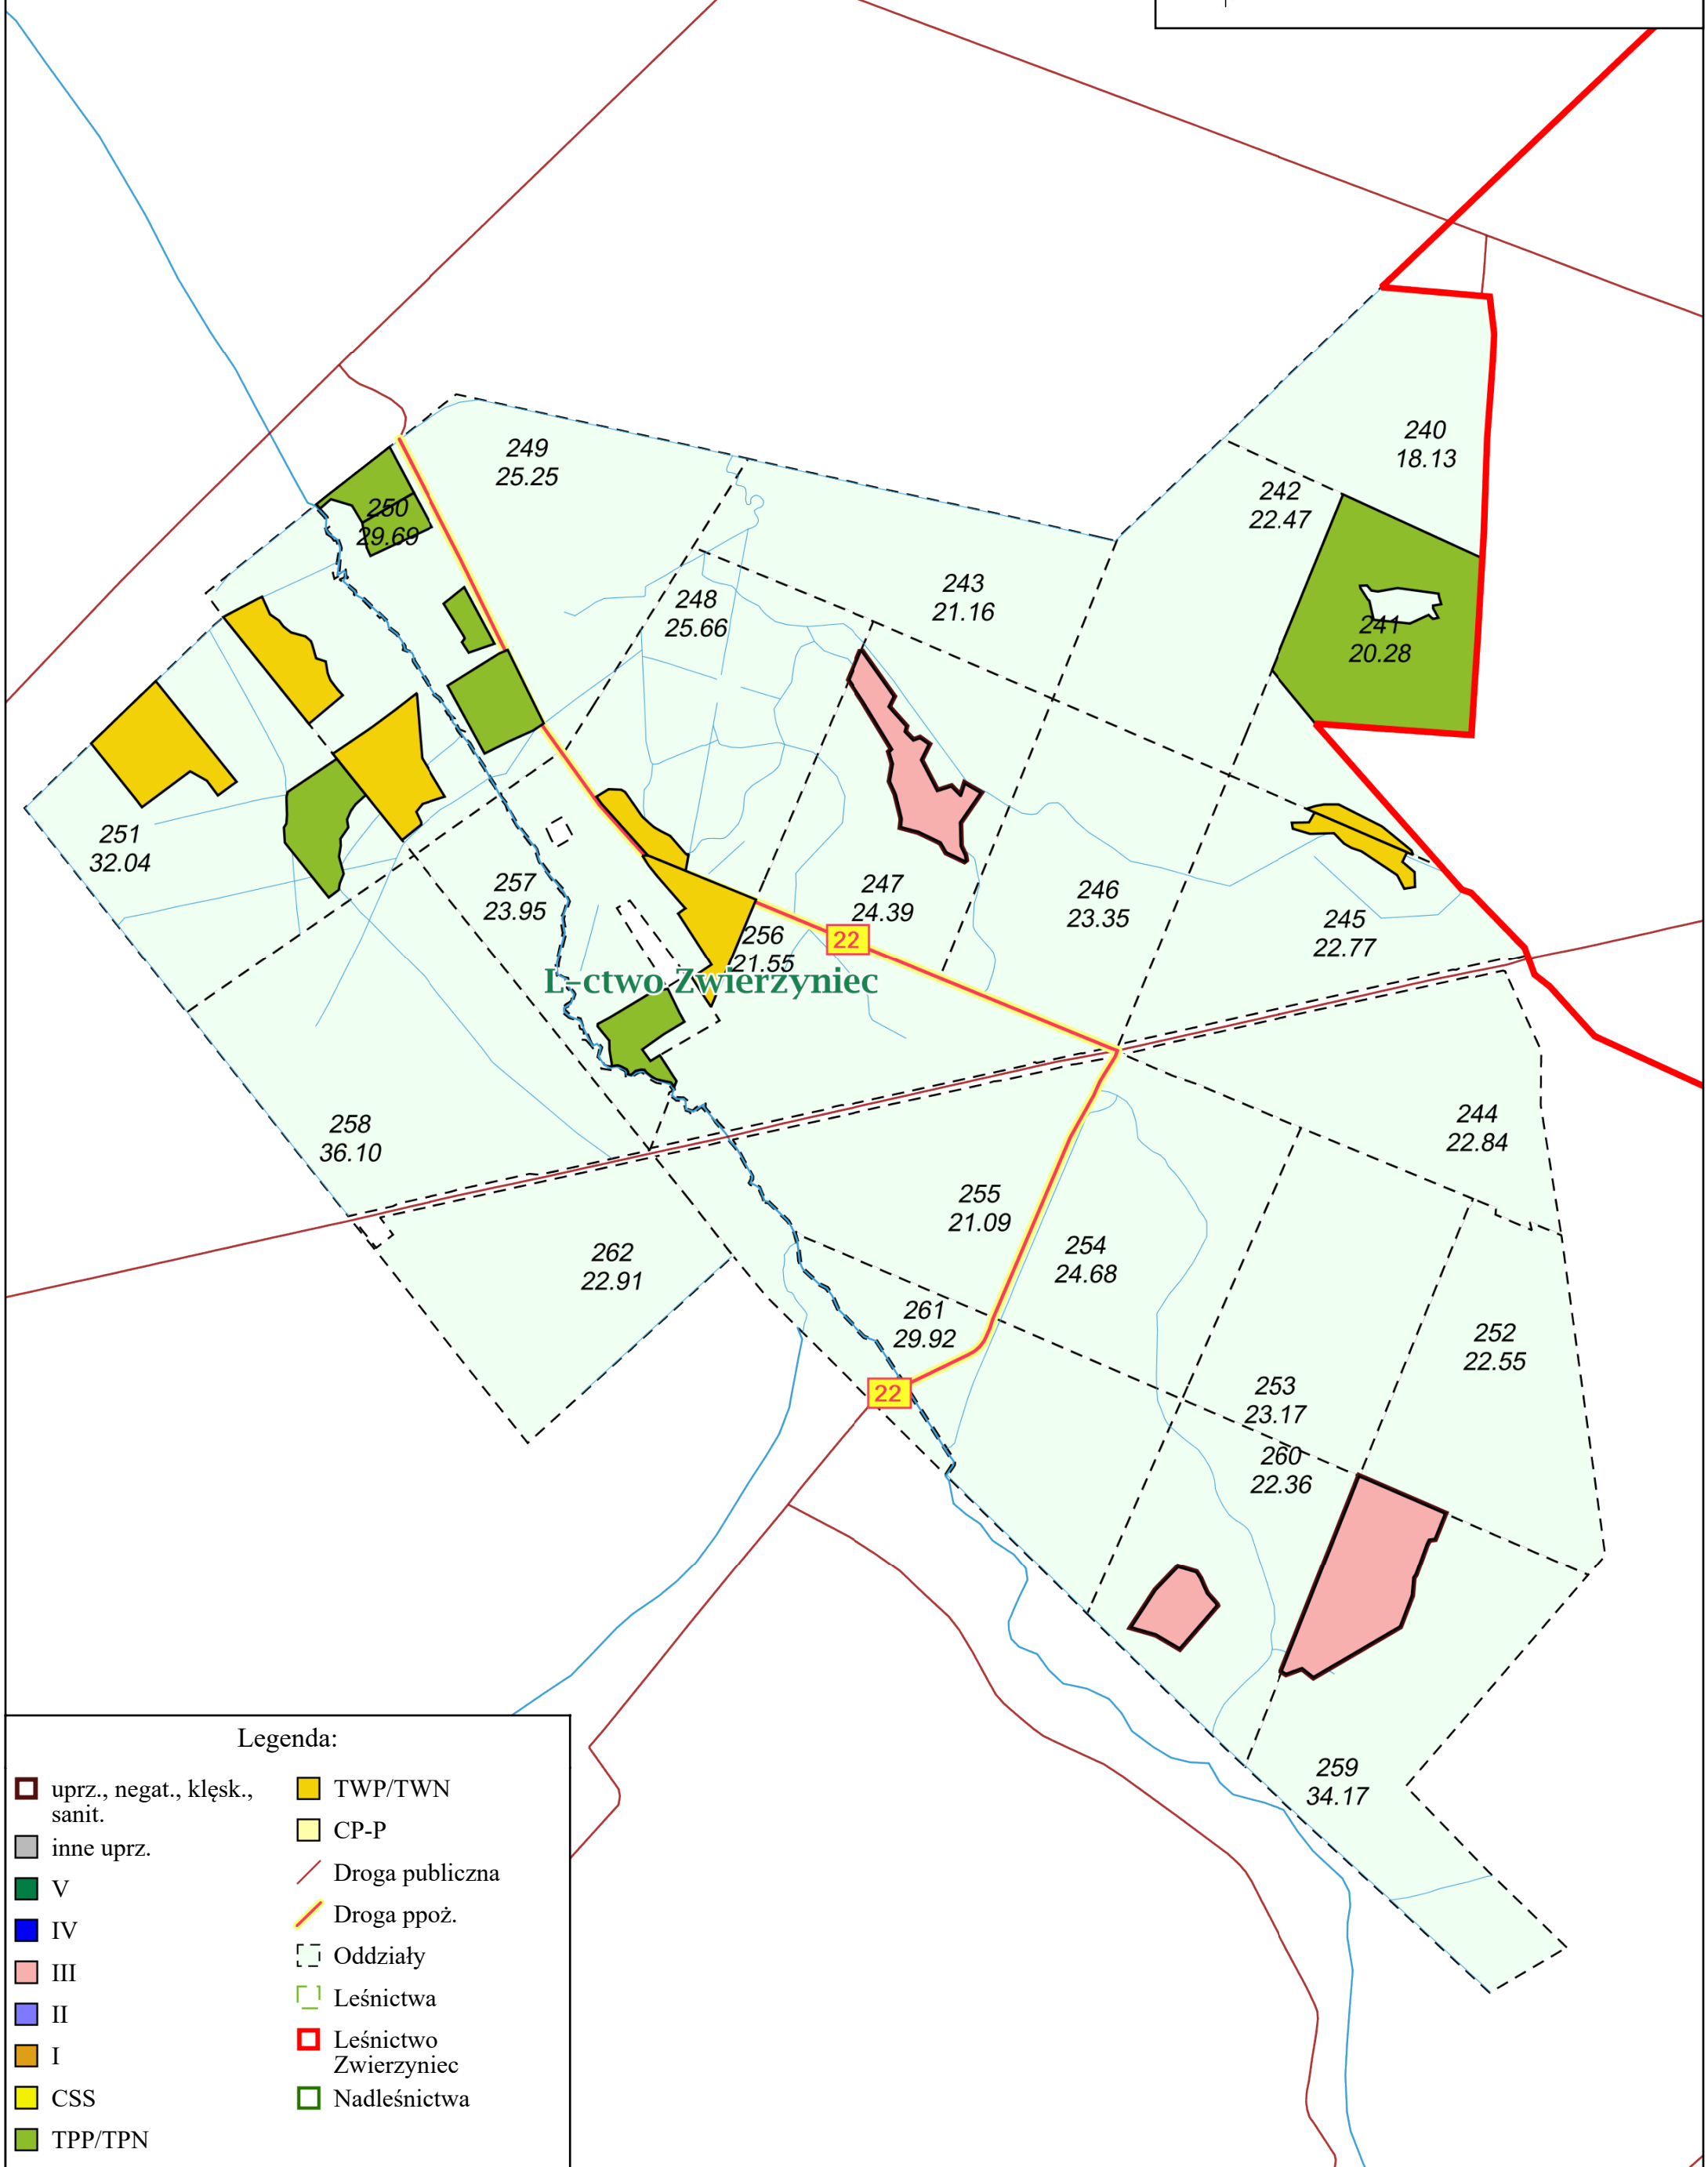 240
18.13
249
25.25
242
22.47
250
29.69
243
21.16
248
25.66
241
20.28
251
32.04
257
23.95
247
24.39
246
23.35
245
22.77
256
21.55
22
L-ctwo Zwierzyniec
258
36.10
244
22.84
255
21.09
254
24.68
262
22.91
261
29.92
252
22.55
22
253
23.17
260
22.36
259
34.17
Legenda:
uprz., negat., klęsk.,
sanit.
inne uprz.
V
IV
III
II
I
CSS
TPP/TPN
TWP/TWN
CP-P
Droga publiczna
Droga ppoż.
Oddziały
Leśnictwa
Leśnictwo
Zwierzyniec
Nadleśnictwa